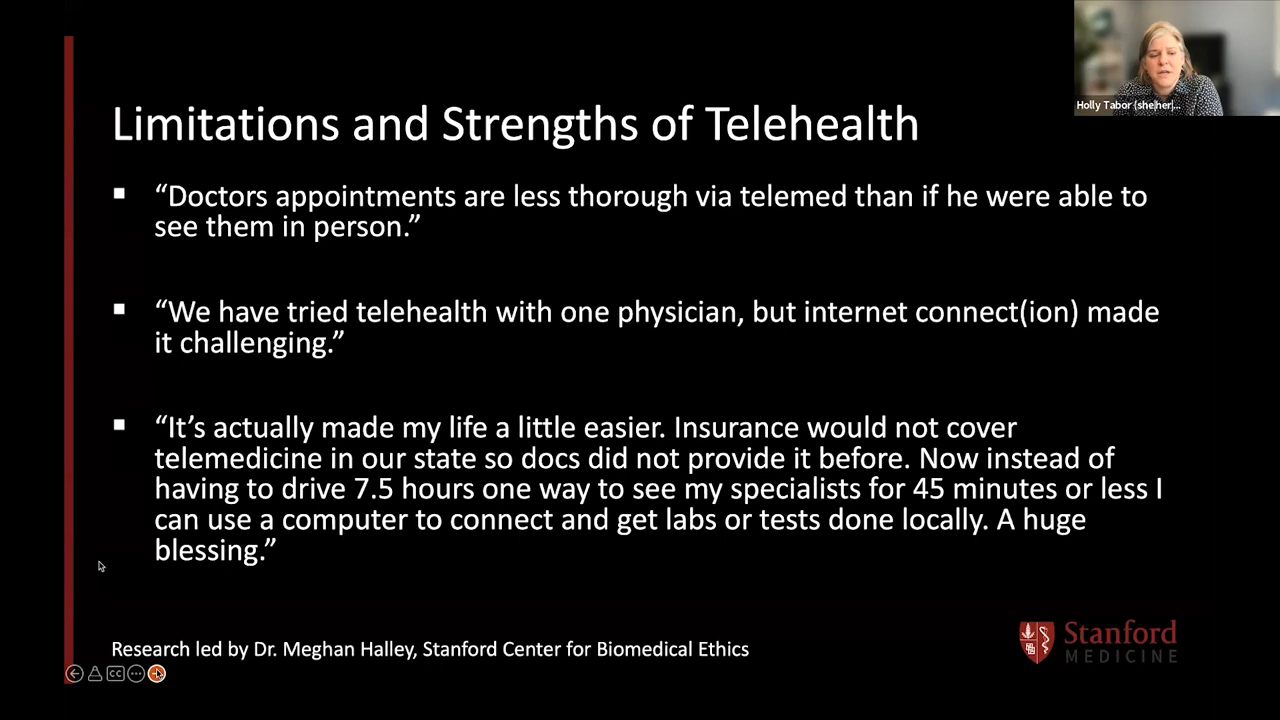 Holly Tabor (she|her|...
Limitations and Strengths of Telehealth
▪ “Doctors appointments are less thorough via telemed than if he were able to
see them in person.”
▪ “We have tried telehealth with one physician, but internet connect(ion) made
it challenging.”
▪ “It’s actually made my life a little easier. Insurance would not cover
telemedicine in our state so docs did not provide it before. Now instead of
having to drive 7.5 hours one way to see my specialists for 45 minutes or less I
can use a computer to connect and get labs or tests done locally. A huge
blessing.”
Research led by Dr. Meghan Halley, Stanford Center for Biomedical Ethics
Stanford
MEDICINE
CC